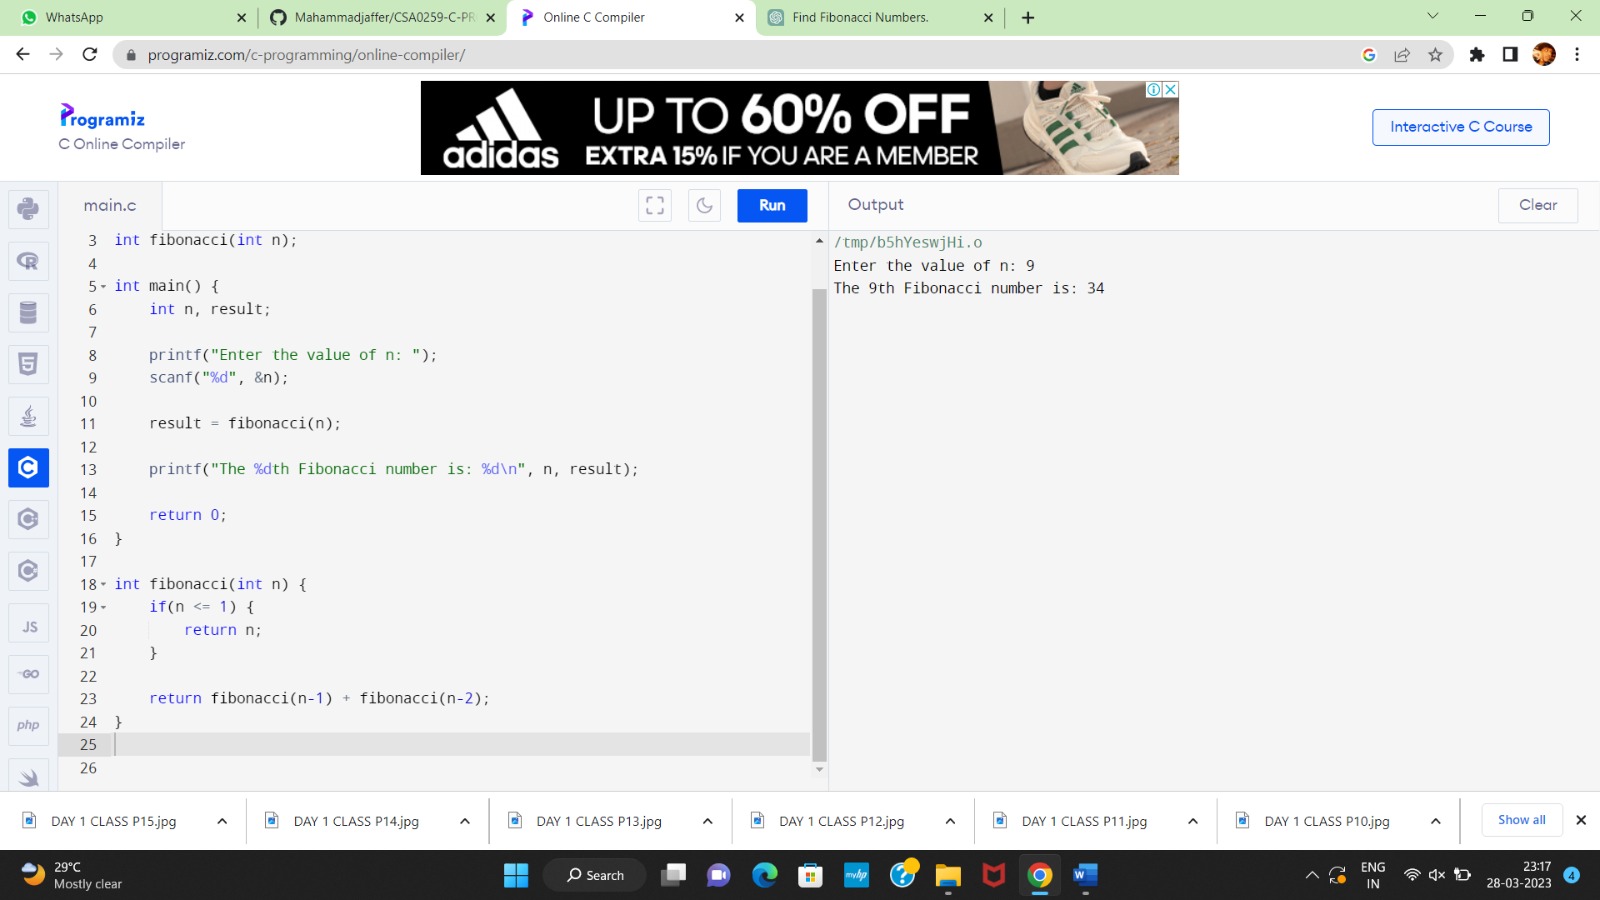 WhatsApp
Mahammadjaffer/CSA0259-C-PR
Online C Compiler
Find Fibonacci Numbers.
programiz.com/c-programming/online-compiler/
adidas
UP TO 60% OFF
EXTRA 15% IF YOU ARE A MEMBER
Programiz
C Online Compiler
Interactive C Course
main.c
Run
Output
Clear
3 int fibonacci(int n);
4
5 int main() {
6 int n, result;
7
8 printf("Enter the value of n: ");
9 scanf("%d", &n);
10
11 result = fibonacci(n);
12
13 printf("The %dth Fibonacci number is: %d\n", n, result);
14
15 return 0;
16 }
17
18 int fibonacci(int n) {
19 if(n <= 1) {
20 return n;
21 }
22
23 return fibonacci(n-1) + fibonacci(n-2);
24 }
25
26
/tmp/b5hYeswjHi.o
Enter the value of n: 9
The 9th Fibonacci number is: 34
JS
GO
php
DAY 1 CLASS P15.jpg
DAY 1 CLASS P14.jpg
DAY 1 CLASS P13.jpg
DAY 1 CLASS P12.jpg
DAY 1 CLASS P11.jpg
DAY 1 CLASS P10.jpg
Show all
29°C
Mostly clear
Search
myhp
ENG
IN
23:17
28-03-2023
4